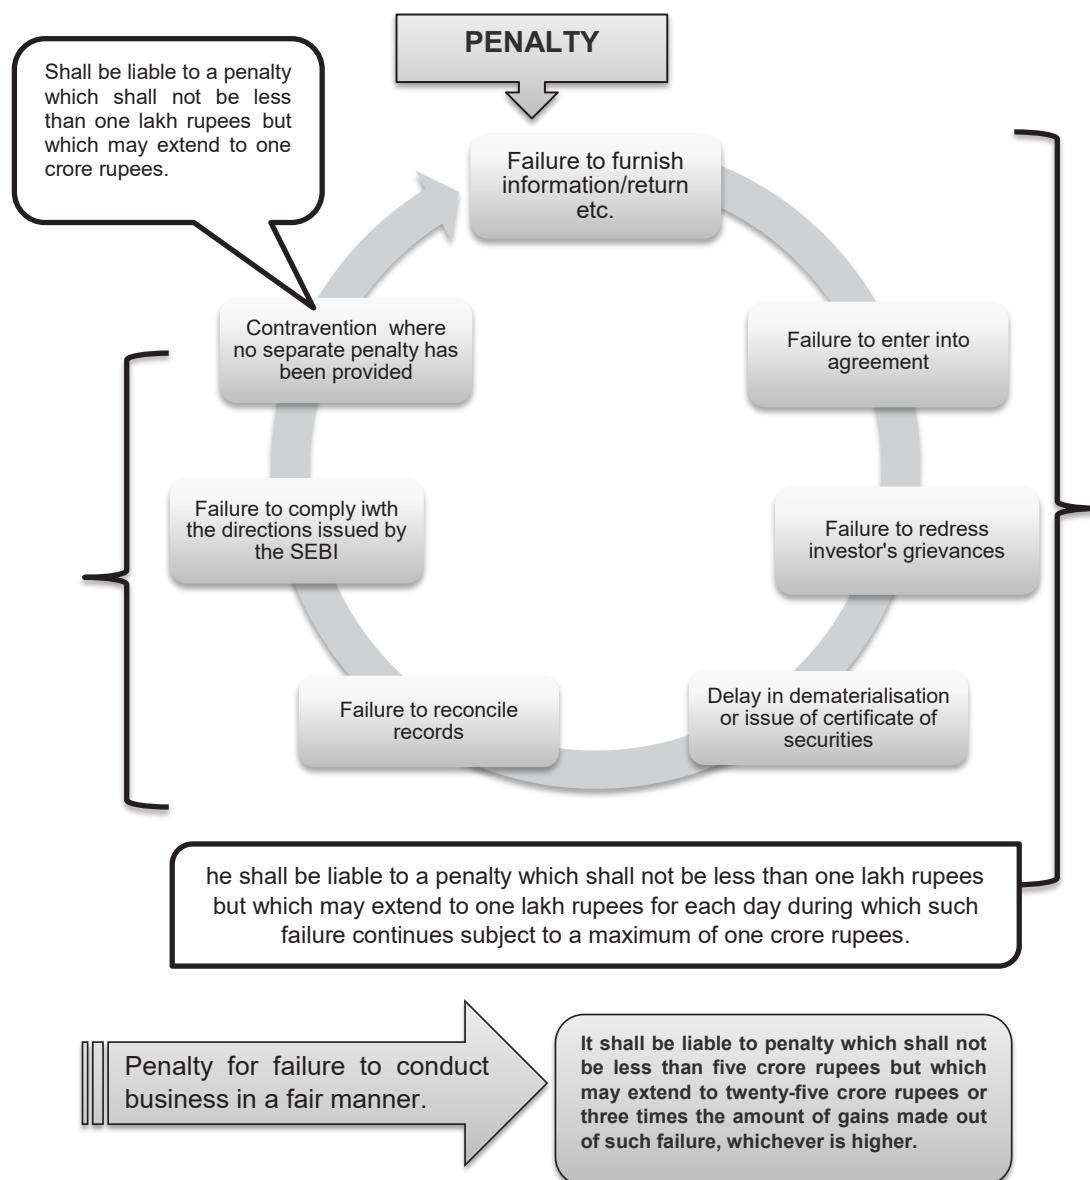 PENALTY
Shall be liable to a penalty
which shall not be less
than one lakh rupees but
which may extend to one
crore rupees.
Failure to furnish
information/return
etc.
Failure to enter into
agreement
Failure to redress
investor's grievances
Delay in dematerialisation
or issue of certificate of
securities
Failure to reconcile
records
Failure to comply iwth
the directions issued by
the SEBI
Contravention where
no separate penalty has
been provided
he shall be liable to a penalty which shall not be less than one lakh rupees
but which may extend to one lakh rupees for each day during which such
failure continues subject to a maximum of one crore rupees.
Penalty for failure to conduct
business in a fair manner.
It shall be liable to penalty which shall not
be less than five crore rupees but which
may extend to twenty-five crore rupees or
three times the amount of gains made out
of such failure, whichever is higher.